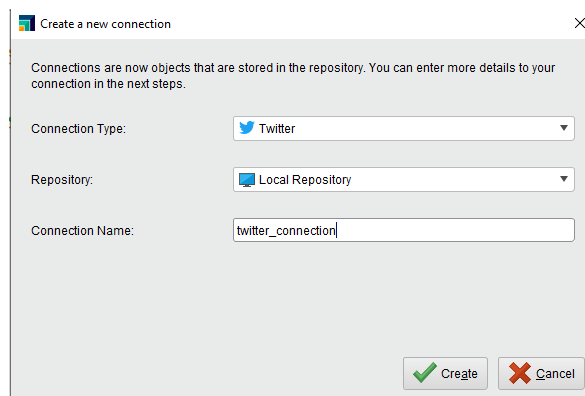 Create a new connection
Connections are now objects that are stored in the repository. You can enter more details to your
connection in the next steps.
Connection Type:
Twitter
Repository:
Local Repository
Connection Name:
twitter_connection
Create
Cancel